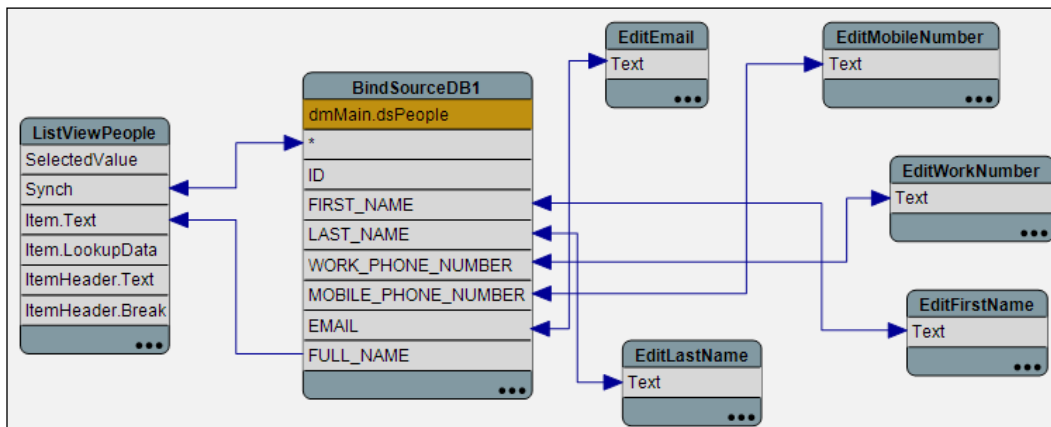 ListViewPeople
SelectedValue
Synch
Item.Text
Item.LookupData
ItemHeader.Text
ItemHeader.Break
BindSourceDB1
dmMain.dsPeople
*
ID
FIRST_NAME
LAST_NAME
WORK_PHONE_NUMBER
MOBILE_PHONE_NUMBER
EMAIL
FULL_NAME
EditEmail
Text
EditMobileNumber
Text
EditWorkNumber
Text
EditFirstName
Text
EditLastName
Text